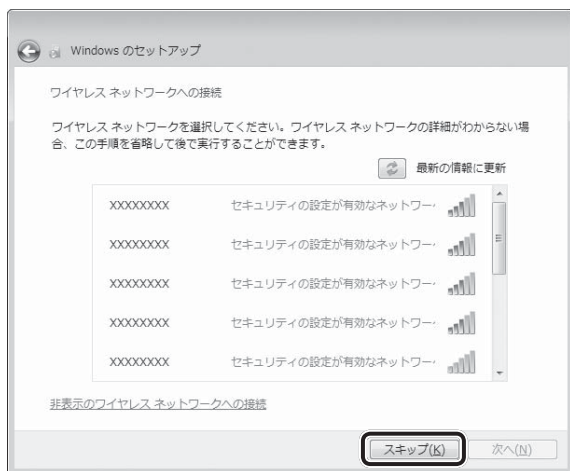 Windows のセットアップ
ワイヤレス ネットワークへの接続
ワイヤレス ネットワークを選択してください。ワイヤレス ネットワークの詳細がわからない場
合、この手順を省略して後で実行することができます。
最新の情報に更新
XXXXXXXX セキュリティの設定が有効なネットワー
XXXXXXXX セキュリティの設定が有効なネットワー
XXXXXXXX セキュリティの設定が有効なネットワー
XXXXXXXX セキュリティの設定が有効なネットワー
XXXXXXXX セキュリティの設定が有効なネットワー
非表示のワイヤレス ネットワークへの接続
スキップ(K) 次へ(N)